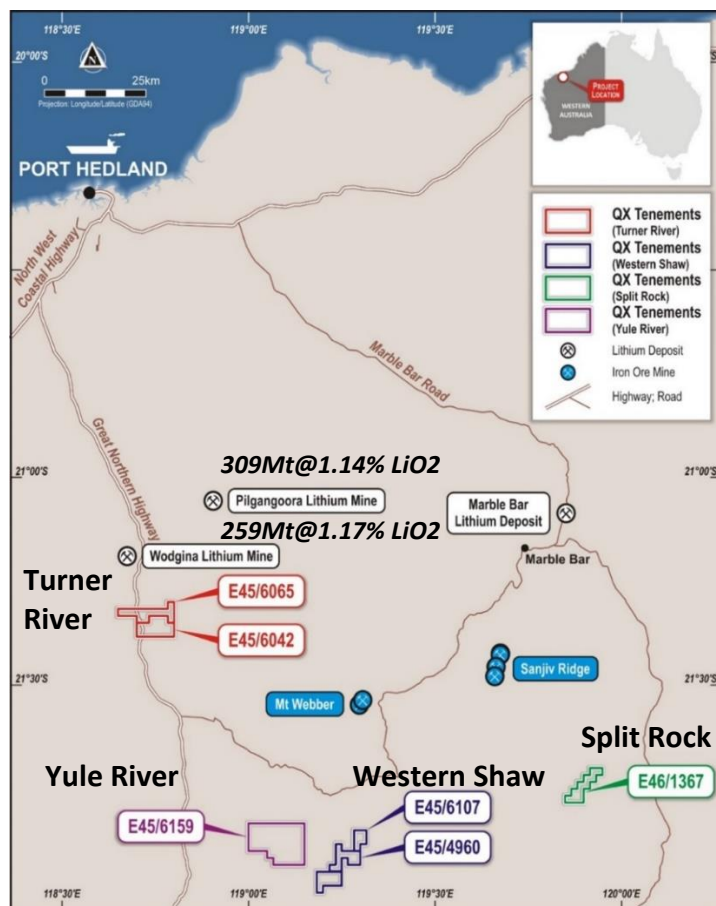 118°30'S
119°00'S
119°30'S
120°00'S
20°00'S
N
0
25km
Projection: Longitude/Latitude (GDA94)
PORT HEDLAND
North West
Coastal Highway
Marble Bar Road
Great Northern Highway
PROJECT
LOCATION
WESTERN
AUSTRALIA
QX Tenements
(Turner River)
QX Tenements
(Western Shaw)
QX Tenements
(Split Rock)
QX Tenements
(Yule River)
Lithium Deposit
Iron Ore Mine
Highway; Road
21°00'S
21°00'S
309Mt@1.14% LiO2
Pilgangoora Lithium Mine
Marble Bar
Lithium Deposit
259Mt@1.17% LiO2
Wodgina Lithium Mine
Marble Bar
Turner
River
E45/6065
E45/6042
21°30'S
21°30'S
Sanjiv Ridge
Mt Webber
Split Rock
E46/1367
Yule River
Western Shaw
E45/6159
E45/6107
E45/4960
118°30'E
119°00'E
119°30'E
120°00'E